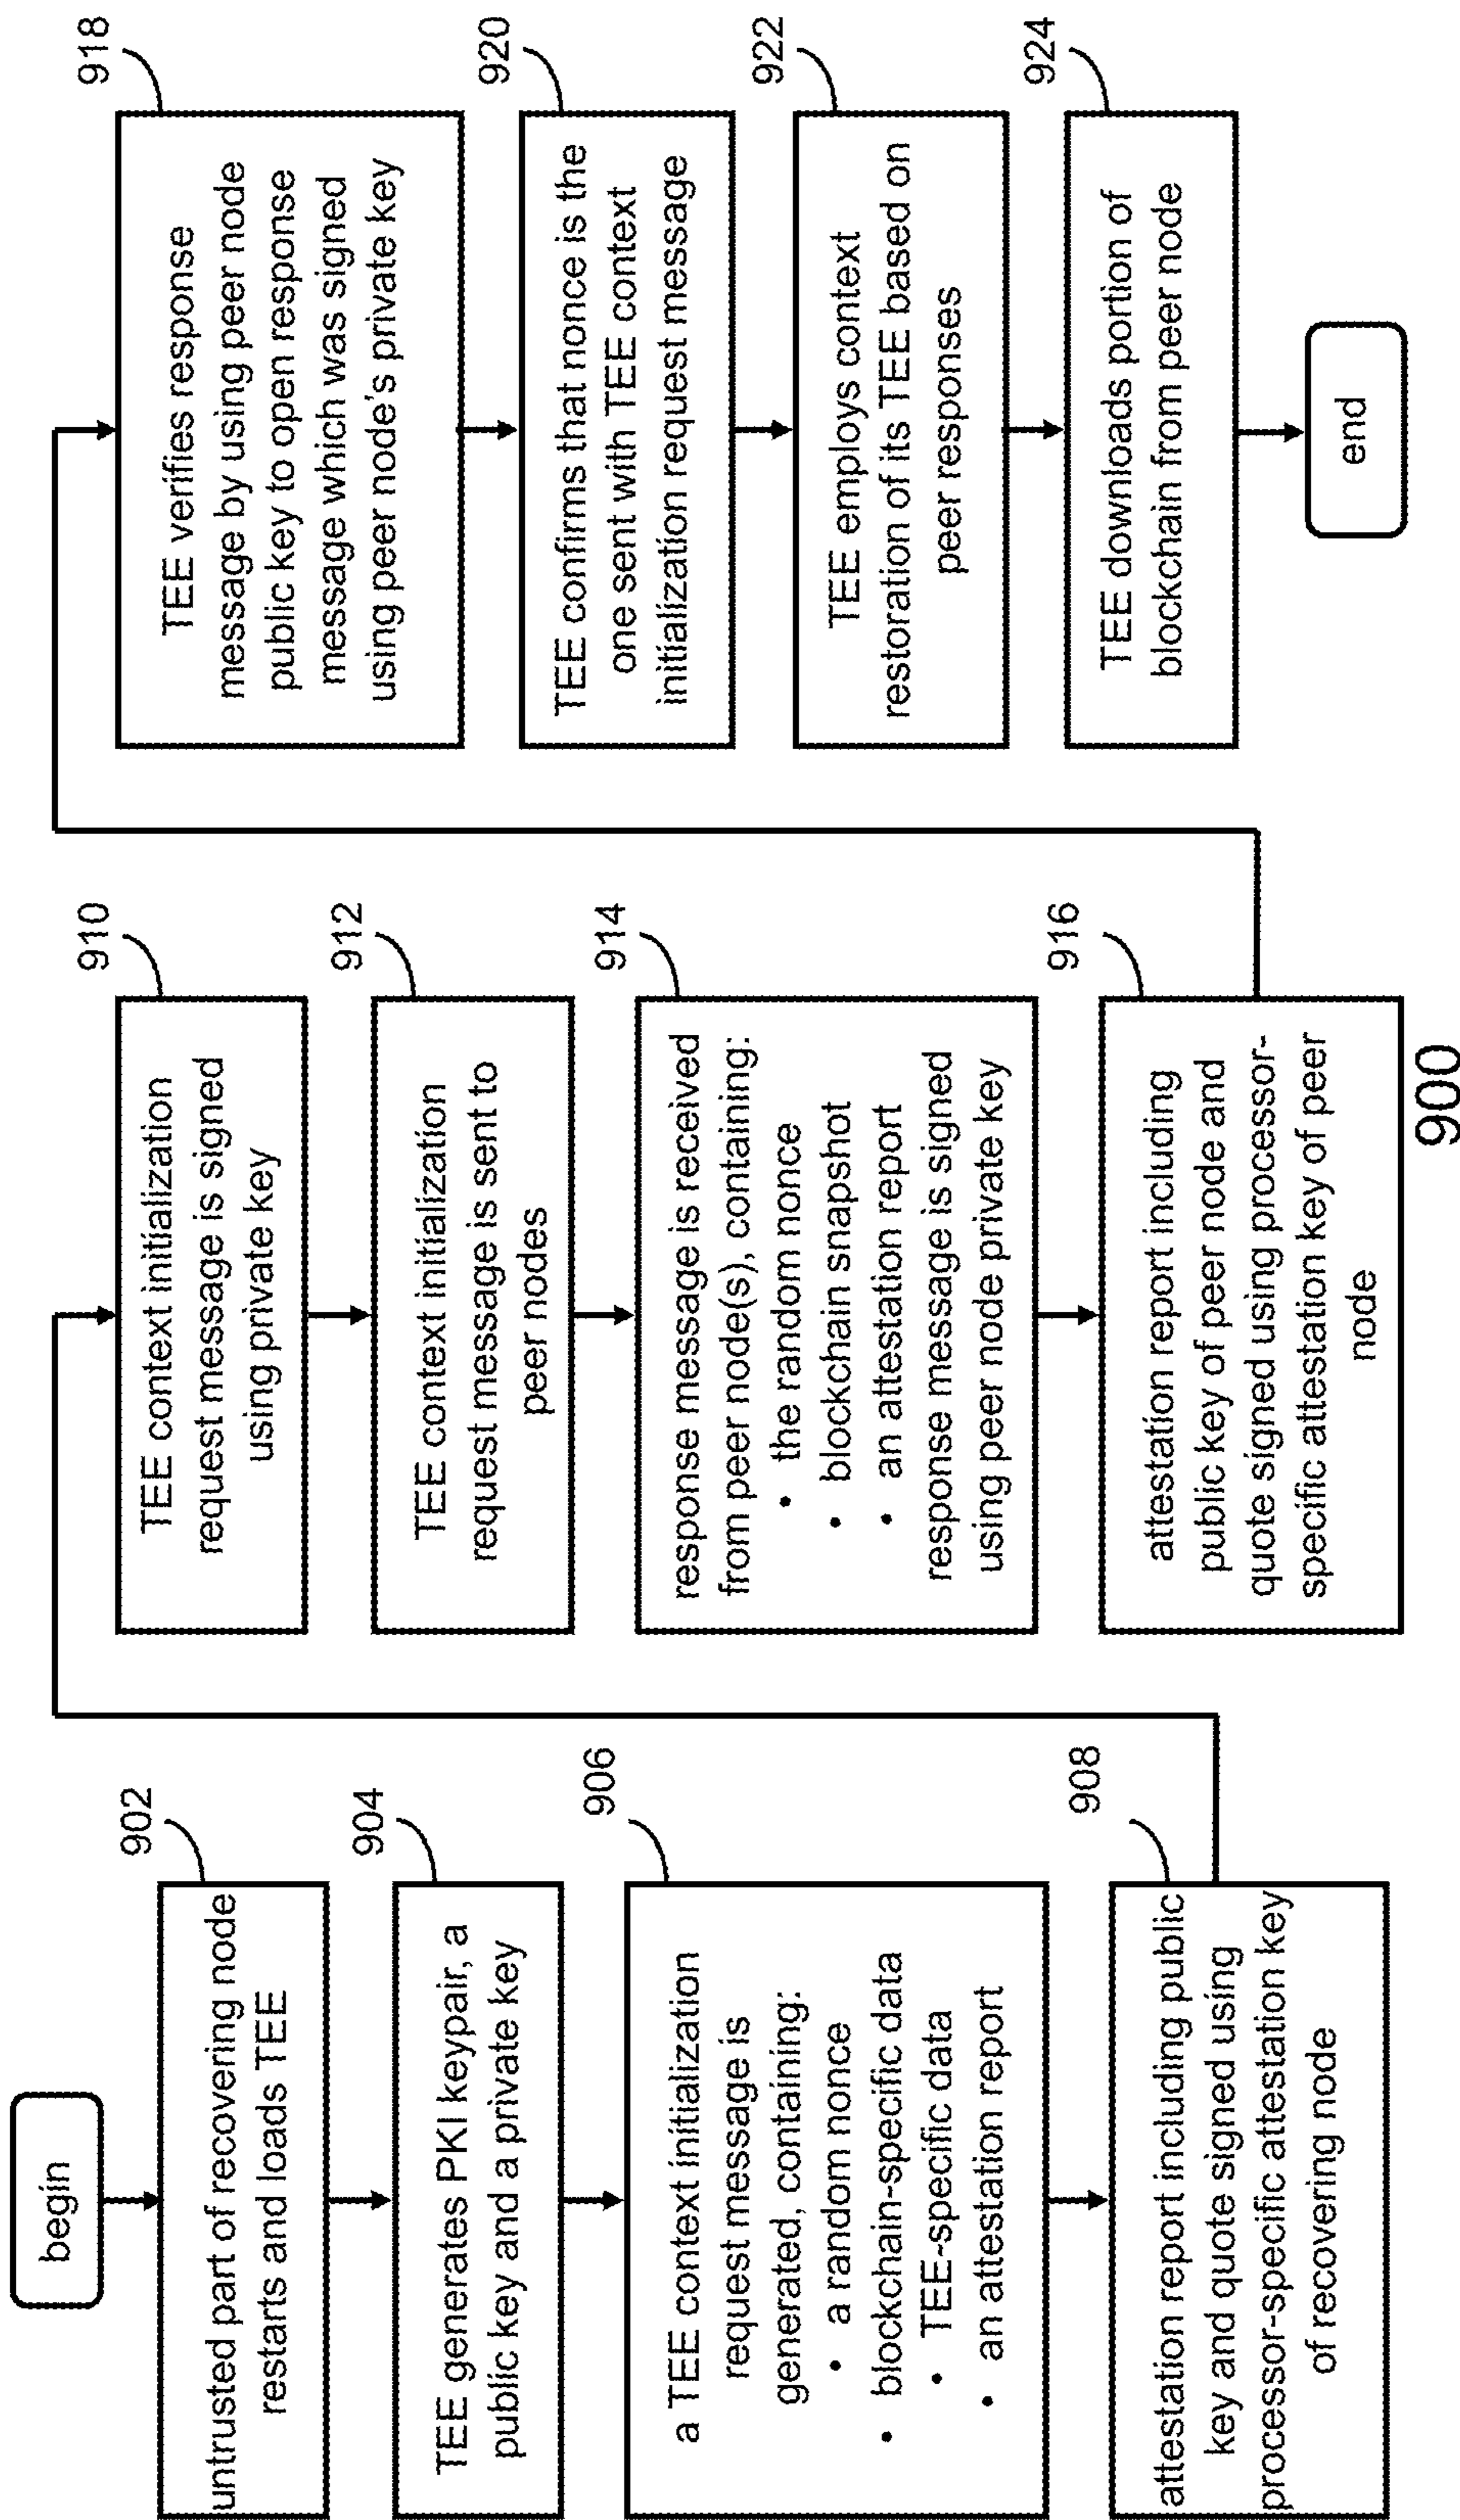 begin
902
untrusted part of recovering node
restarts and loads TEE
904
TEE generates PKI keypair, a
public key and a private key
906
a TEE context initialization
request message is
generated, containing:
• a random nonce
• blockchain-specific data
• TEE-specific data
• an attestation report
908
attestation report including public
key and quote signed using
processor-specific attestation key
of recovering node
910
TEE context initialization
request message is signed
using private key
912
TEE context initialization
request message is sent to
peer nodes
914
response message is received
from peer node(s), containing:
• the random nonce
• blockchain snapshot
• an attestation report
response message is signed
using peer node private key
916
attestation report including
public key of peer node and
quote signed using processor-
specific attestation key of peer
node
918
TEE verifies response
message by using peer node
public key to open response
message which was signed
using peer node's private key
920
TEE confirms that nonce is the
one sent with TEE context
initialization request message
922
TEE employs context
restoration of its TEE based on
peer responses
924
TEE downloads portion of
blockchain from peer node
end
900